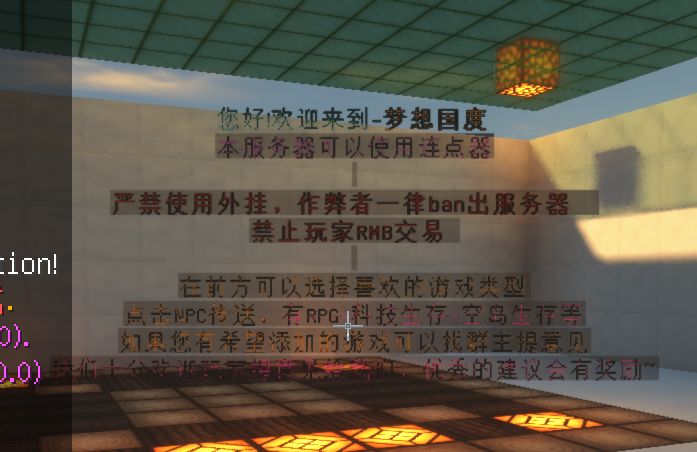 您好!欢迎来到-梦想国度
本服务器可以使用连点器
严禁使用外挂，作弊者一律ban出服务器
禁止玩家RMB交易
tion!
在前方可以选择喜欢的游戏类型
点击NPC传送，有RPG 科技生存-空岛生存等
0).
如果您有希望添加的游戏可以找群主提意见
0.0)
我们十分欢迎 优秀的建议会有奖励~